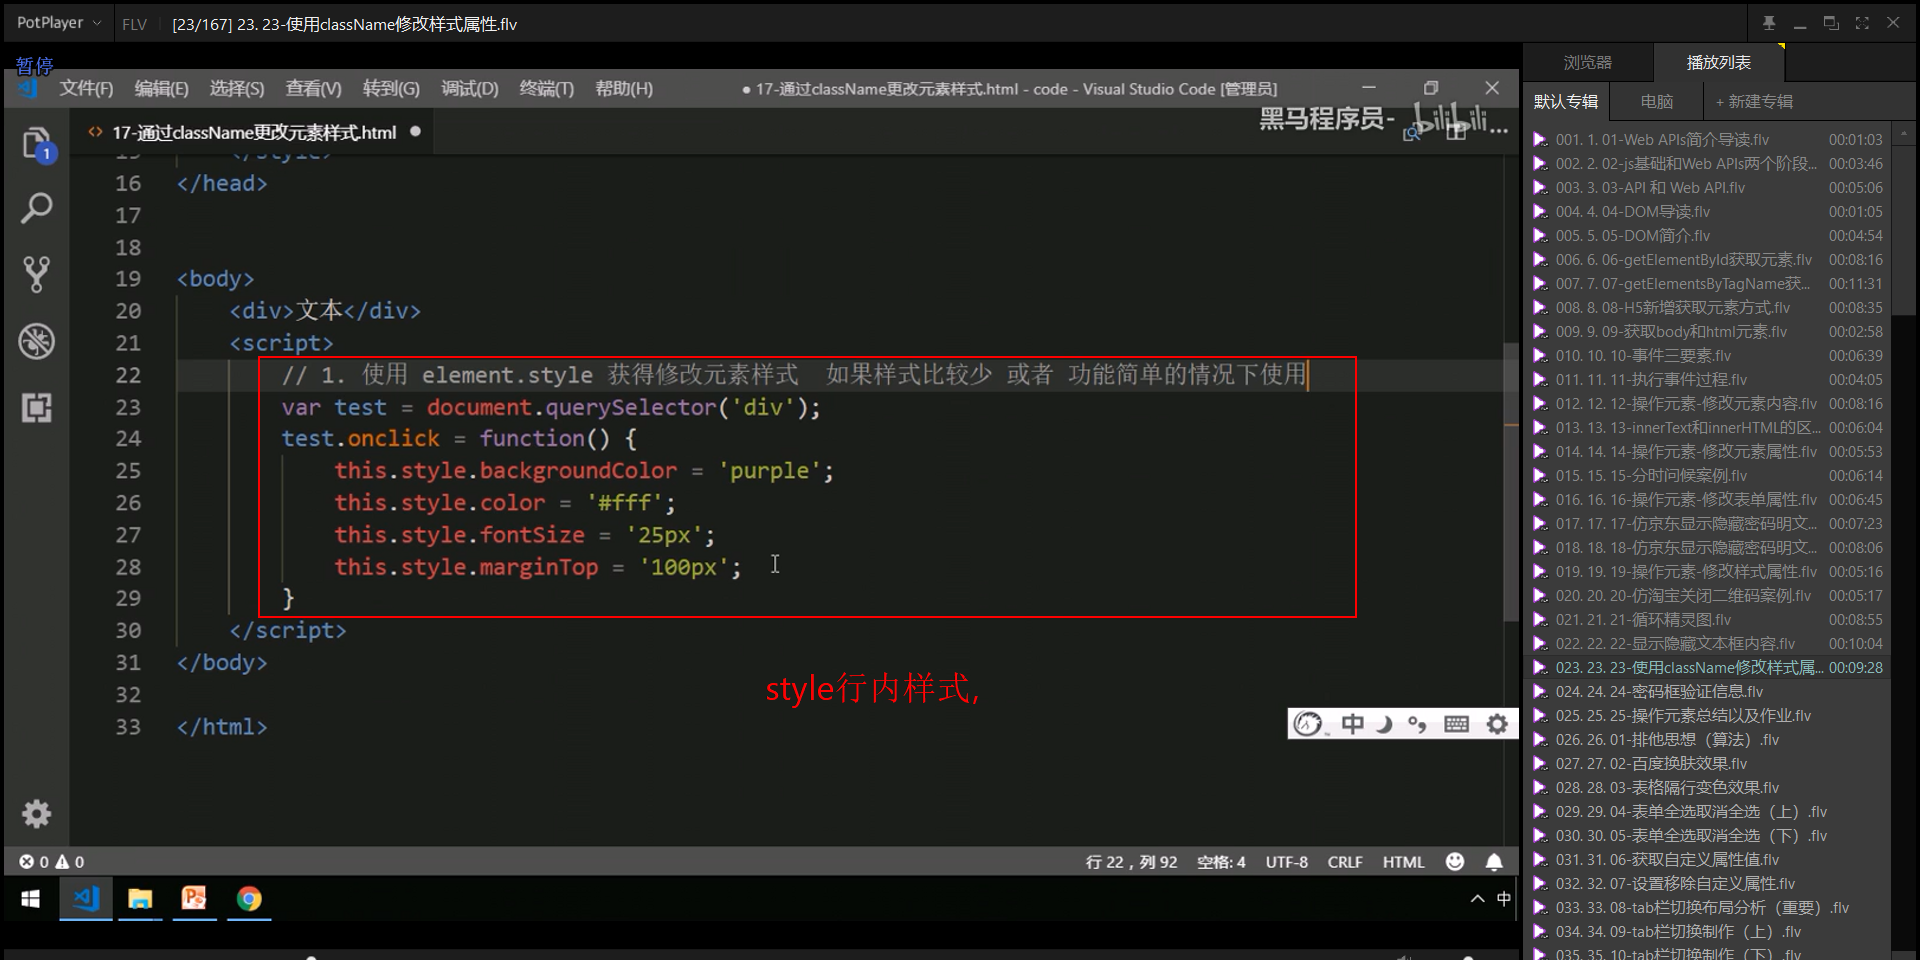 PotPlayer
FLV
[23/167] 23. 23-使用className修改样式属性.flv
暂停
文件(F) 编辑(E) 选择(S) 查看(V) 转到(G) 调试(D) 终端(T) 帮助(H)
● 17-通过className更改元素样式.html - code - Visual Studio Code [管理员]
<> 17-通过className更改元素样式.html ●
黑马程序员- bilibili
1
16 </head>
17
18
19 <body>
20 <div>文本</div>
21 <script>
22 // 1. 使用 element.style 获得修改元素样式 如果样式比较少 或者 功能简单的情况下使用
23 var test = document.querySelector('div');
24 test.onclick = function() {
25 this.style.backgroundColor = 'purple';
26 this.style.color = '#fff';
27 this.style.fontSize = '25px';
28 this.style.marginTop = '100px';
29 }
30 </script>
31 </body>
32
33 </html>
style行内样式,
中
0 0
行 22，列 92 空格: 4 UTF-8 CRLF HTML
中
浏览器 播放列表
默认专辑 电脑 + 新建专辑
001. 1. 01-Web APIs简介导读.flv 00:01:03
002. 2. 02-js基础和Web APIs两个阶段... 00:03:46
003. 3. 03-API 和 Web API.flv 00:05:06
004. 4. 04-DOM导读.flv 00:01:05
005. 5. 05-DOM简介.flv 00:04:54
006. 6. 06-getElementById获取元素.flv 00:08:16
007. 7. 07-getElementsByTagName获... 00:11:31
008. 8. 08-H5新增获取元素方式.flv 00:08:35
009. 9. 09-获取body和html元素.flv 00:02:58
010. 10. 10-事件三要素.flv 00:06:39
011. 11. 11-执行事件过程.flv 00:04:05
012. 12. 12-操作元素-修改元素内容.flv 00:08:16
013. 13. 13-innerText和innerHTML的区... 00:06:04
014. 14. 14-操作元素-修改元素属性.flv 00:05:53
015. 15. 15-分时问候案例.flv 00:06:14
016. 16. 16-操作元素-修改表单属性.flv 00:06:45
017. 17. 17-仿京东显示隐藏密码明文... 00:07:23
018. 18. 18-仿京东显示隐藏密码明文... 00:08:06
019. 19. 19-操作元素-修改样式属性.flv 00:05:16
020. 20. 20-仿淘宝关闭二维码案例.flv 00:05:17
021. 21. 21-循环精灵图.flv 00:08:55
022. 22. 22-显示隐藏文本框内容.flv 00:10:04
023. 23. 23-使用className修改样式属... 00:09:28
024. 24. 24-密码框验证信息.flv
025. 25. 25-操作元素总结以及作业.flv
026. 26. 01-排他思想（算法）.flv
027. 27. 02-百度换肤效果.flv
028. 28. 03-表格隔行变色效果.flv
029. 29. 04-表单全选取消全选（上）.flv
030. 30. 05-表单全选取消全选（下）.flv
031. 31. 06-获取自定义属性值.flv
032. 32. 07-设置移除自定义属性.flv
033. 33. 08-tab栏切换布局分析（重要）.flv
034. 34. 09-tab栏切换制作（上）.flv
035. 35. 10-tab栏切换制作（下）.flv